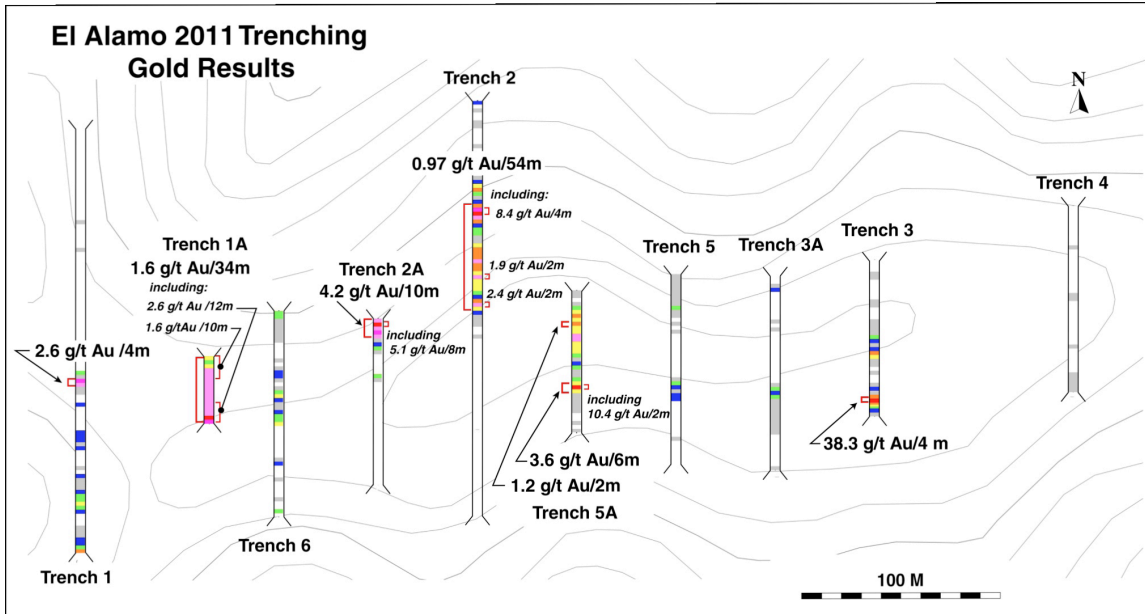 El Alamo 2011 Trenching
Gold Results
N
Trench 2
0.97 g/t Au/54m
including:
8.4 g/t Au/4m
1.9 g/t Au/2m
2.4 g/t Au/2m
Trench 4
Trench 1A
1.6 g/t Au/34m
including:
2.6 g/t Au /12m
1.6 g/tAu /10m
Trench 2A
4.2 g/t Au/10m
including
5.1 g/t Au/8m
Trench 5
Trench 3A
Trench 3
2.6 g/t Au /4m
including
10.4 g/t Au/2m
3.6 g/t Au/6m
1.2 g/t Au/2m
Trench 5A
38.3 g/t Au/4 m
Trench 6
Trench 1
100 M